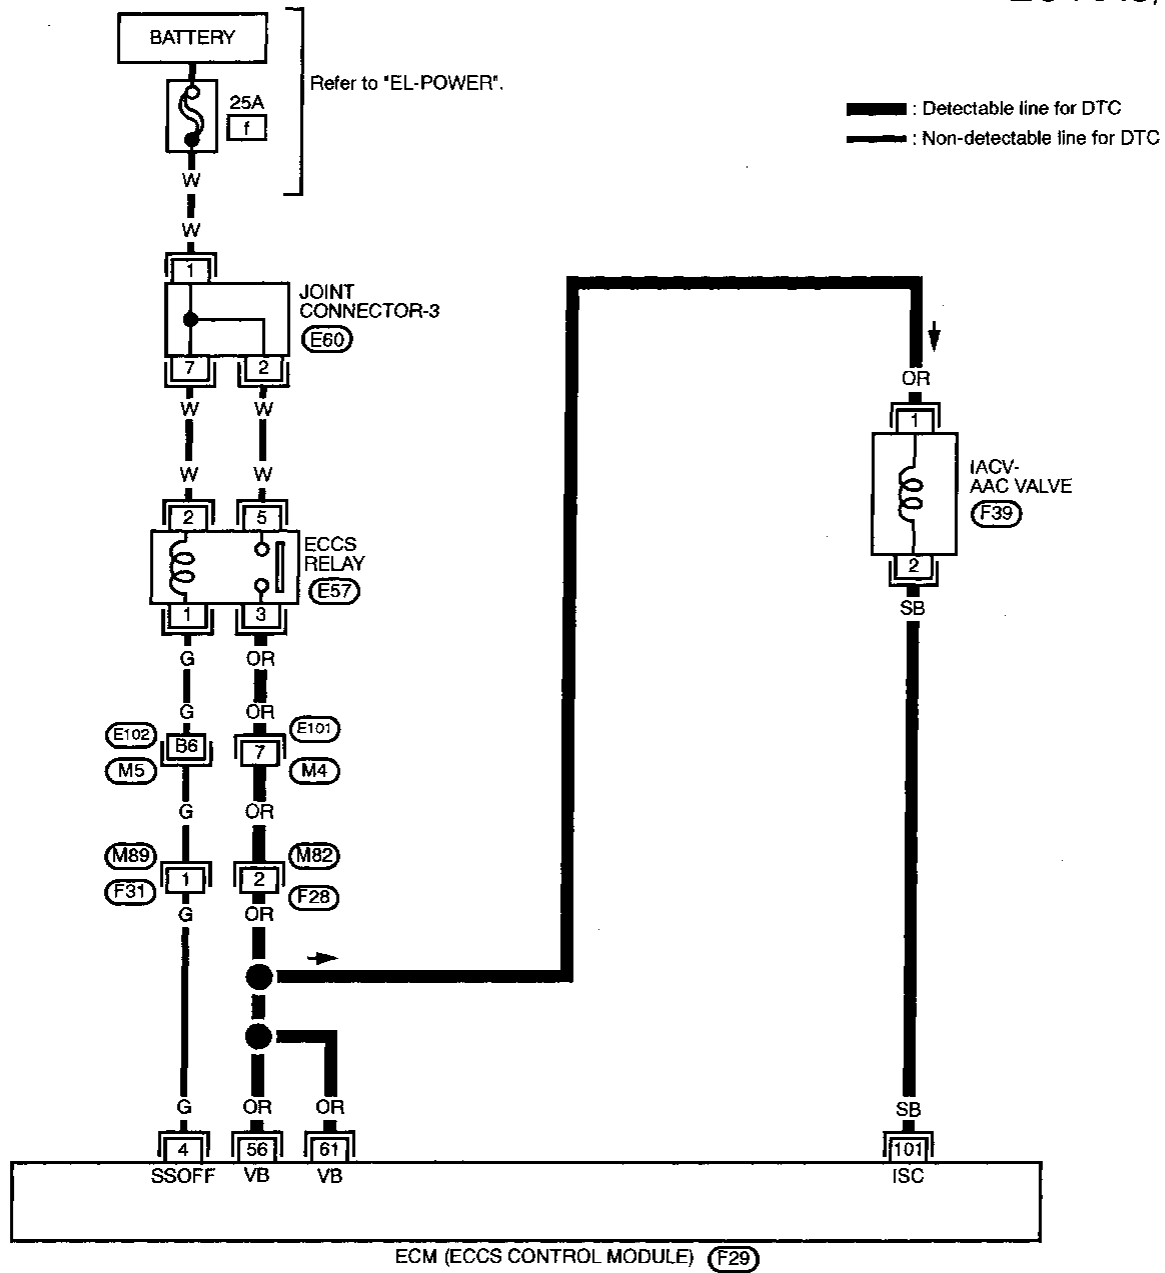 BATTERY
Refer to "EL-POWER".
25A
f
: Detectable line for DTC
: Non-detectable line for DTC
W
W
1
JOINT
CONNECTOR-3
E60
7 2
W W
W W
2 5
ECCS
RELAY
E57
1 3
G OR
G OR
E102 B6 E101
7
M5 M4
G OR
M89 M82
1 2
F31 F28
G OR
OR
1
IACV-
AAC VALVE
F39
2
SB
G OR OR SB
4 56 61 101
SSOFF VB VB ISC
ECM (ECCS CONTROL MODULE) F29